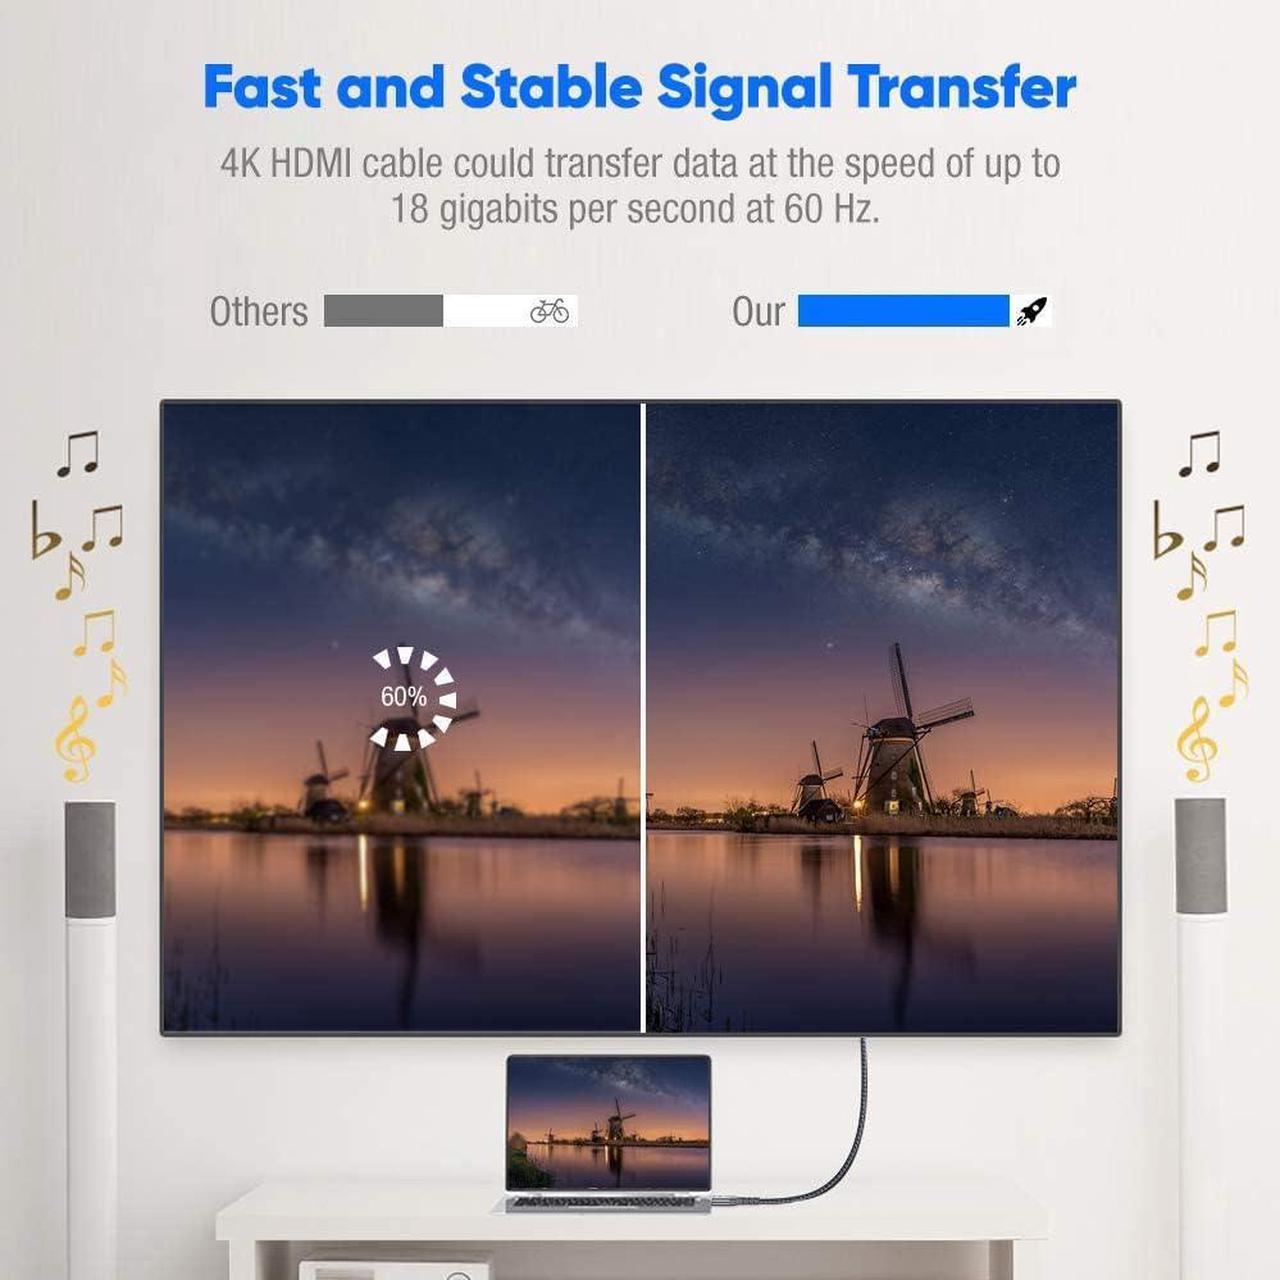 Fast and Stable Signal Transfer
4K HDMI cable could transfer data at the speed of up to
18 gigabits per second at 60 Hz.
Others
Our
60%